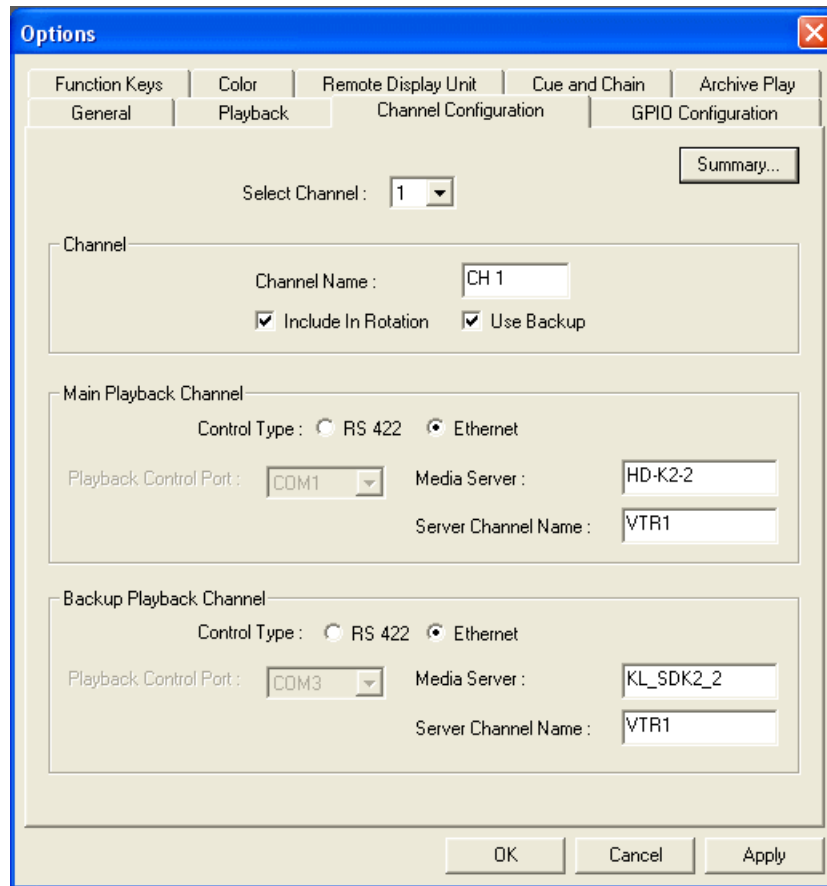 Options
Function Keys Color Remote Display Unit Cue and Chain Archive Play
General Playback Channel Configuration GPIO Configuration
Summary...
Select Channel : 1
Channel
Channel Name : CH 1
Include In Rotation Use Backup
Main Playback Channel
Control Type : RS 422 Ethernet
Playback Control Port : COM1 Media Server : HD-K2-2
Server Channel Name : VTR1
Backup Playback Channel
Control Type : RS 422 Ethernet
Playback Control Port : COM3 Media Server : KL_SDK2_2
Server Channel Name : VTR1
OK Cancel Apply